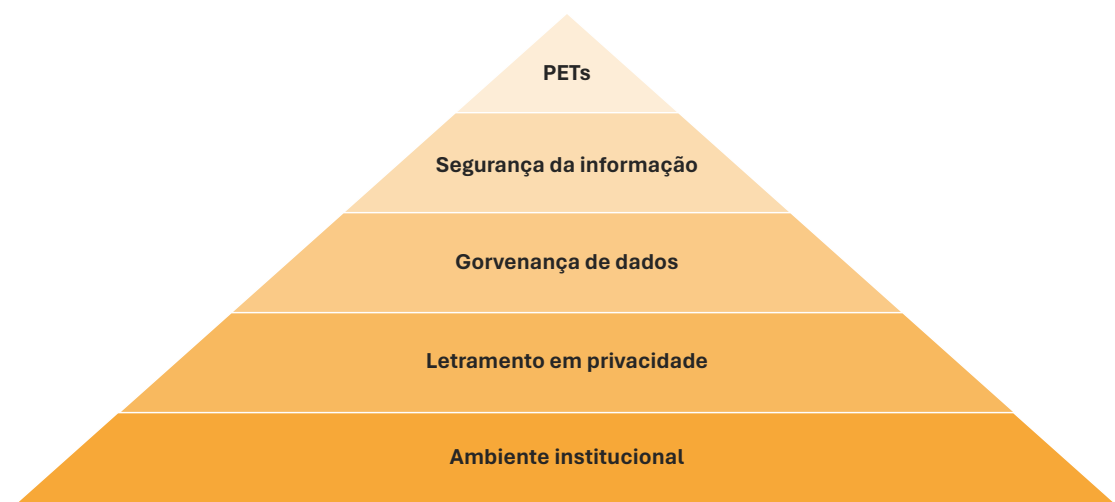 PETs
Segurança da informação
Gorvenança de dados
Letramento em privacidade
Ambiente institucional